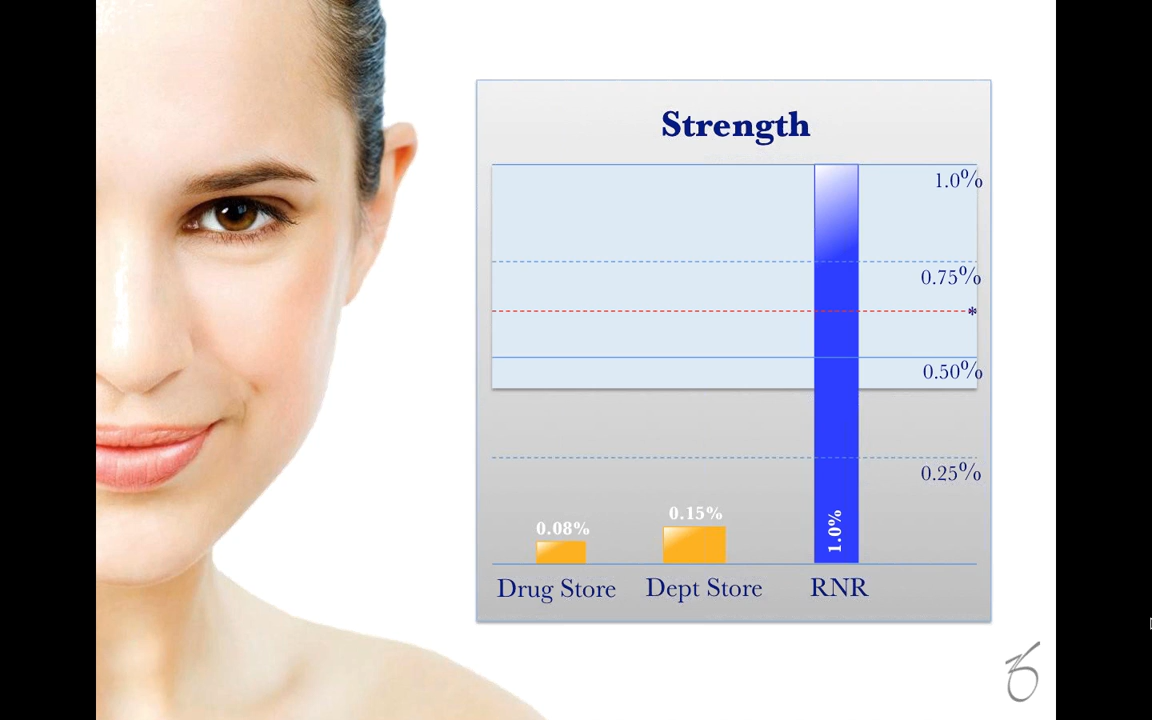 Strength
1.0%
0.75%
*
0.50%
0.25%
0.08%
0.15%
1.0%
Drug Store
Dept Store
RNR